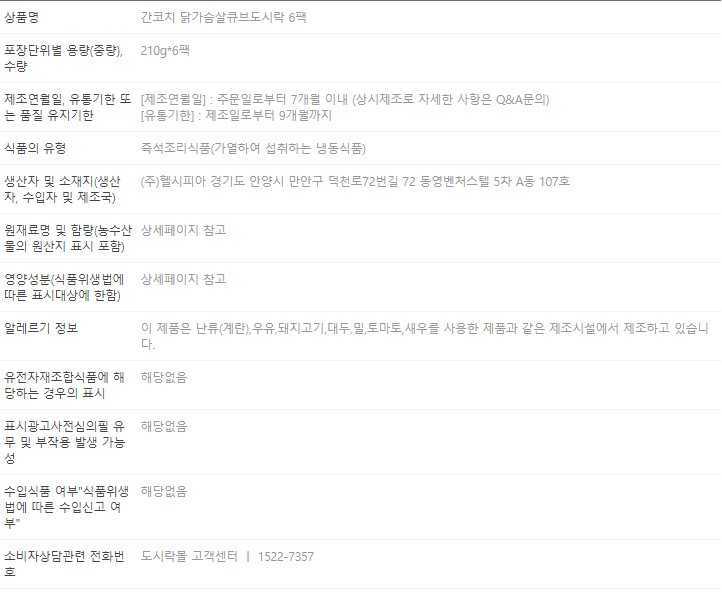 상품명
간코치 닭가슴살큐브도시락 6팩
포장단위별 용량(중량),
수량
210g*6팩
제조연월일, 유통기한 또
는 품질 유지기한
[제조연월일] : 주문일로부터 7개월 이내 (상시제조로 자세한 사항은 Q&A문의)
[유통기한] : 제조일로부터 9개월까지
식품의 유형
즉석조리식품(가열하여 섭취하는 냉동식품)
생산자 및 소재지(생산
자, 수입자 및 제조국)
(주)헬시피아 경기도 안양시 만안구 덕천로72번길 72 동영벤처스텔 5차 A동 107호
원재료명 및 함량(농수산
물의 원산지 표시 포함)
상세페이지 참고
영양성분(식품위생법에
따른 표시대상에 한함)
상세페이지 참고
알레르기 정보
이 제품은 난류(계란),우유,돼지고기,대두,밀,토마토,새우를 사용한 제품과 같은 제조시설에서 제조하고 있습니
다.
유전자재조합식품에 해
당하는 경우의 표시
해당없음
표시광고사전심의필 유
무 및 부작용 발생 가능
성
해당없음
수입식품 여부"식품위생
법에 따른 수입신고 여
부"
해당없음
소비자상담관련 전화번
호
도시락몰 고객센터 ㅣ 1522-7357